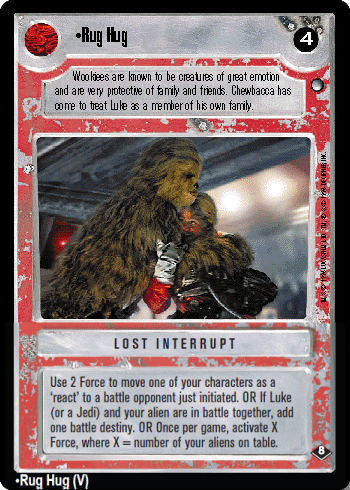 •Rug Hug
4
Wookiees are known to be creatures of great emotion
and are very protective of family and friends. Chewbacca has
come to treat Luke as a member of his own family.
LOST INTERRUPT
Use 2 Force to move one of your characters as a
'react' to a battle opponent just initiated. OR If Luke
(or a Jedi) and your alien are in battle together, add
one battle destiny. OR Once per game, activate X
Force, where X = number of your aliens on table.
8
•Rug Hug (V)